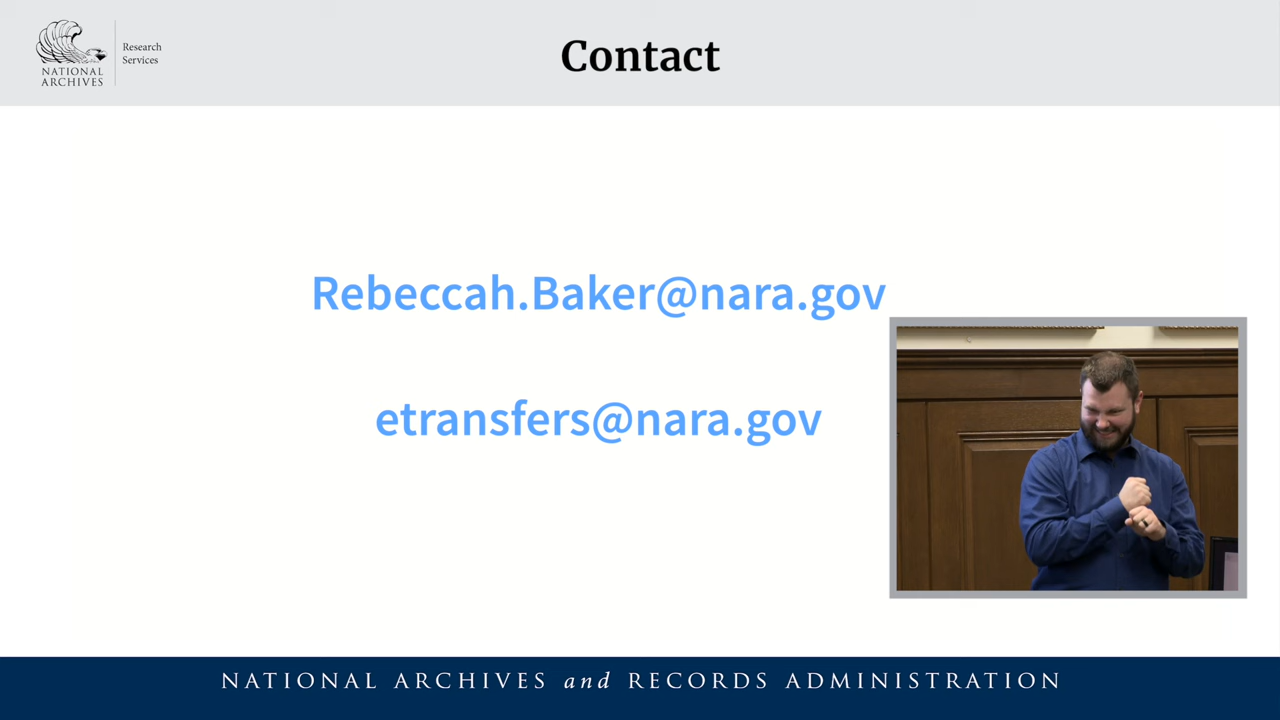 NATIONAL
ARCHIVES
Research
Services
Contact
Rebeccah.Baker@nara.gov
etransfers@nara.gov
NATIONAL ARCHIVES and RECORDS ADMINISTRATION